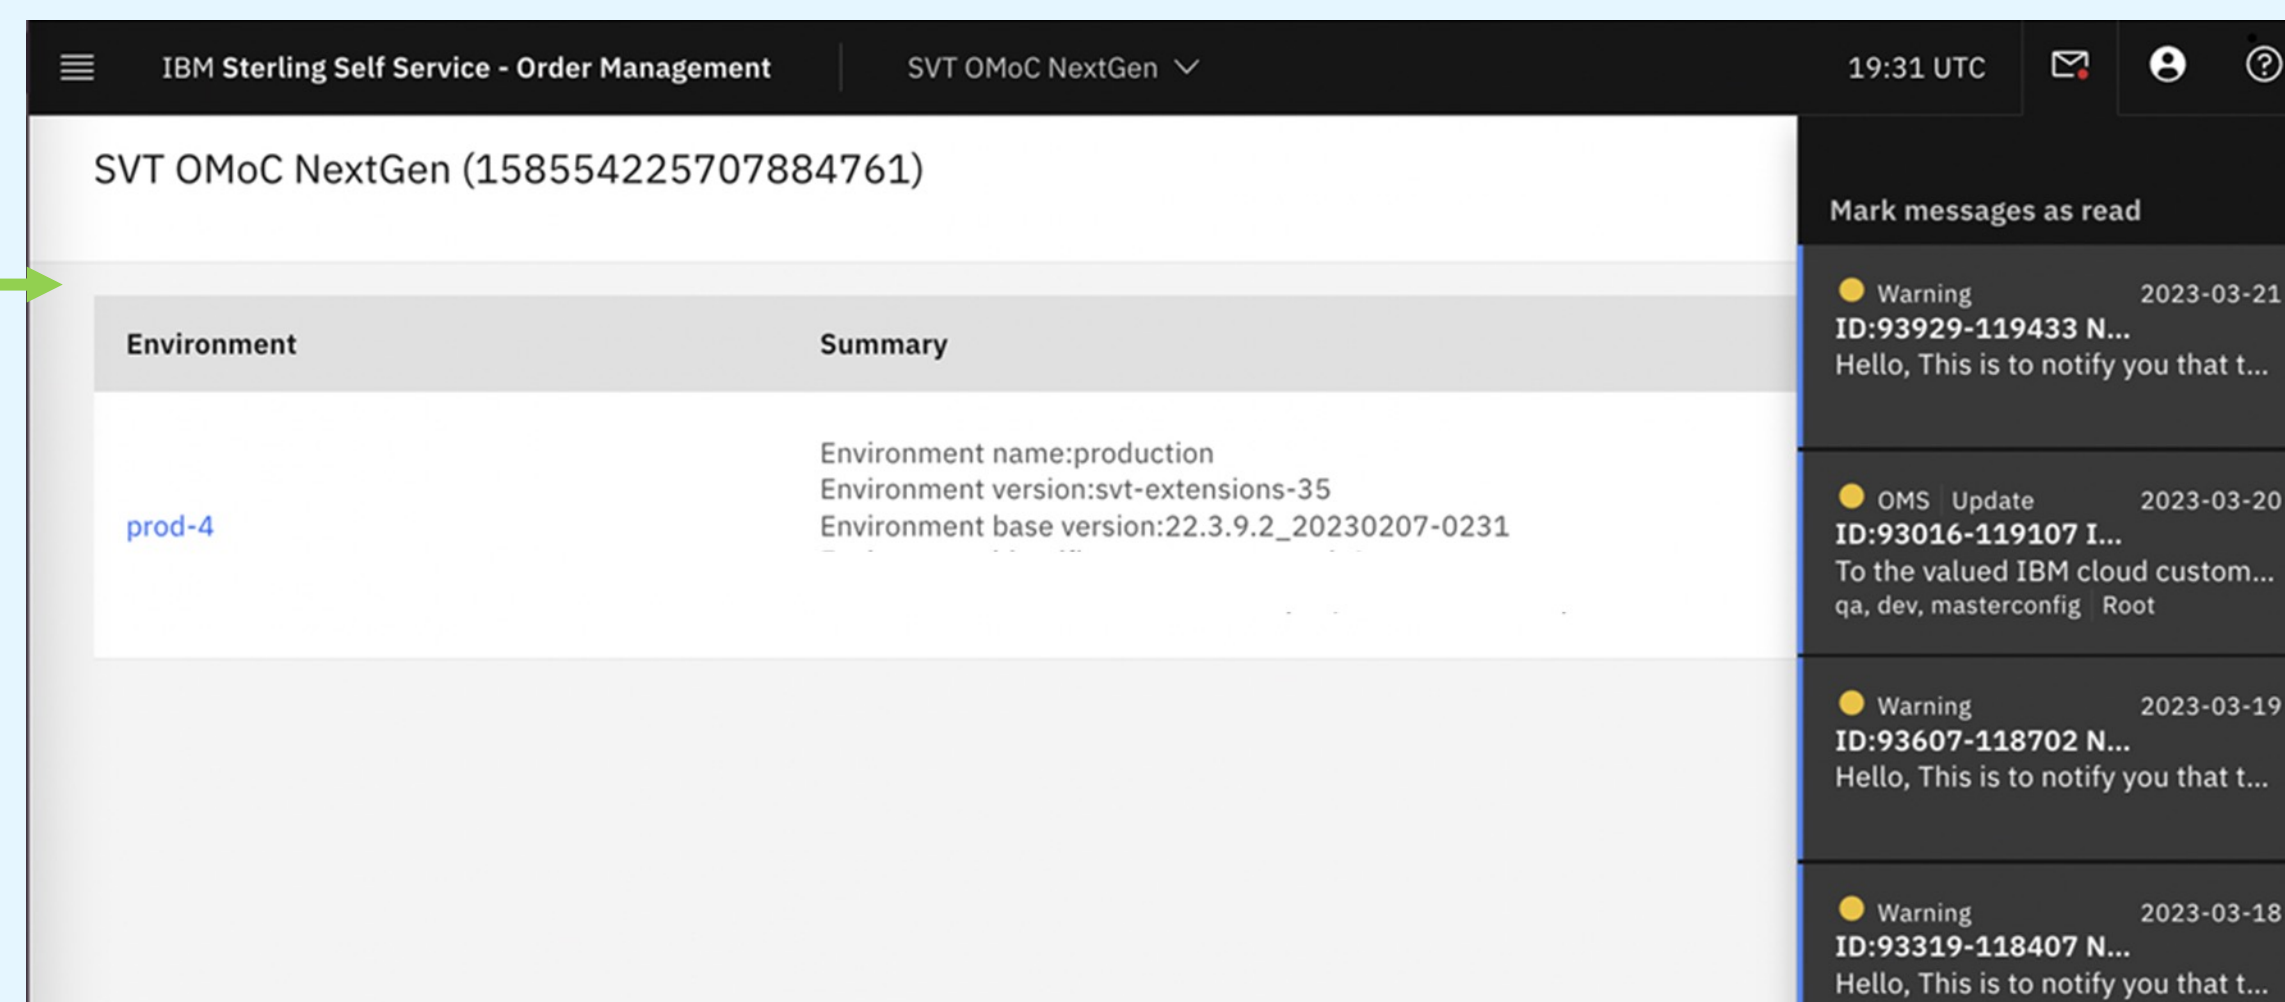 IBM Sterling Self Service - Order Management
SVT OMoC NextGen
19:31 UTC
SVT OMoC NextGen (158554225707884761)
Environment
Summary
prod-4
Environment name:production
Environment version:svt-extensions-35
Environment base version:22.3.9.2_20230207-0231
Mark messages as read
Warning 2023-03-21
ID:93929-119433 N...
Hello, This is to notify you that t...
OMS Update 2023-03-20
ID:93016-119107 I...
To the valued IBM cloud custom...
qa, dev, masterconfig Root
Warning 2023-03-19
ID:93607-118702 N...
Hello, This is to notify you that t...
Warning 2023-03-18
ID:93319-118407 N...
Hello, This is to notify you that t...